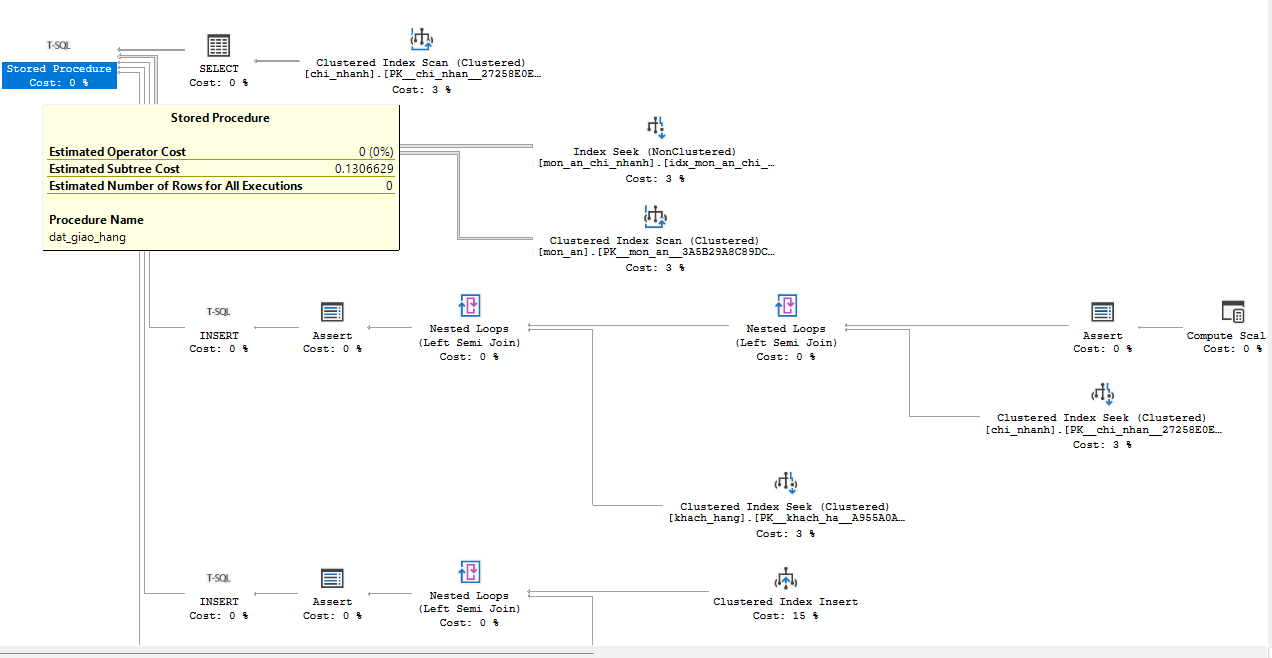 T-SQL
Stored Procedure
Cost: 0 %
SELECT
Cost: 0 %
Clustered Index Scan (Clustered)
[chi_nhanh].[PK__chi_nhan__27258E0E…
Cost: 3 %
Stored Procedure
Estimated Operator Cost 0 (0%)
Estimated Subtree Cost 0.1306629
Estimated Number of Rows for All Executions 0
Procedure Name
dat_giao_hang
Index Seek (NonClustered)
[mon_an_chi_nhanh].[idx_mon_an_chi_…
Cost: 3 %
Clustered Index Scan (Clustered)
[mon_an].[PK__mon_an__3A5B29A8C89DC…
Cost: 3 %
T-SQL
INSERT
Cost: 0 %
Assert
Cost: 0 %
Nested Loops
(Left Semi Join)
Cost: 0 %
Nested Loops
(Left Semi Join)
Cost: 0 %
Assert
Cost: 0 %
Compute Scal
Cost: 0 %
Clustered Index Seek (Clustered)
[chi_nhanh].[PK__chi_nhan__27258E0E…
Cost: 3 %
Clustered Index Seek (Clustered)
[khach_hang].[PK__khach_ha__A955A0A…
Cost: 3 %
T-SQL
INSERT
Cost: 0 %
Assert
Cost: 0 %
Nested Loops
(Left Semi Join)
Cost: 0 %
Clustered Index Insert
Cost: 15 %